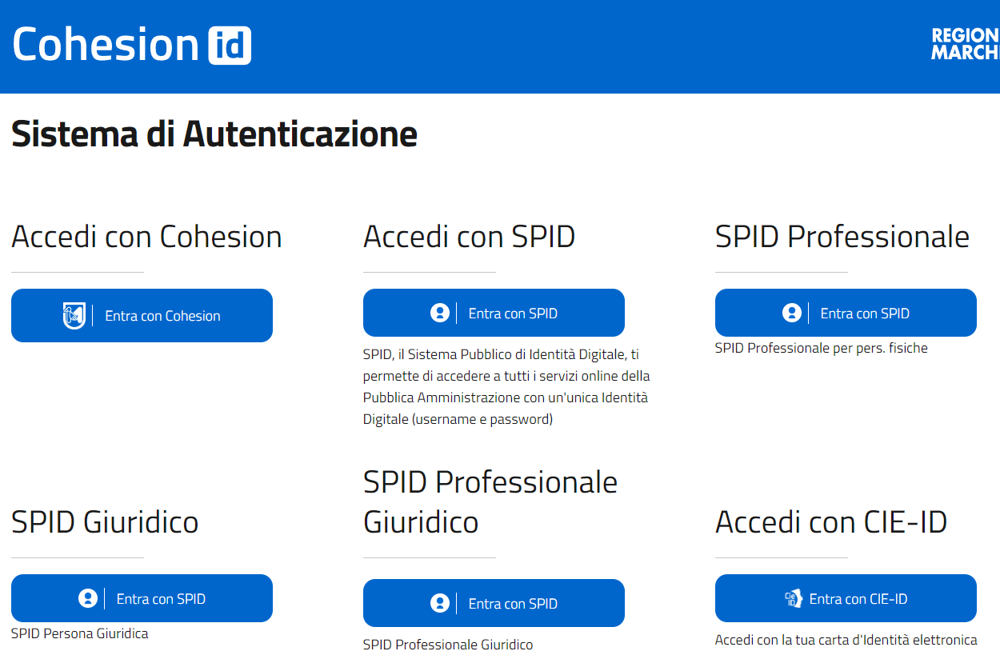 Cohesion id
REGION
MARCH
Sistema di Autenticazione
Accedi con Cohesion
Entra con Cohesion
Accedi con SPID
Entra con SPID
SPID, il Sistema Pubblico di Identità Digitale, ti
permette di accedere a tutti i servizi online della
Pubblica Amministrazione con un'unica Identità
Digitale (username e password)
SPID Professionale
Entra con SPID
SPID Professionale per pers. fisiche
SPID Giuridico
Entra con SPID
SPID Persona Giuridica
SPID Professionale
Giuridico
Entra con SPID
SPID Professionale Giuridico
Accedi con CIE-ID
Cie
iD
Entra con CIE-ID
Accedi con la tua carta d'Identità elettronica